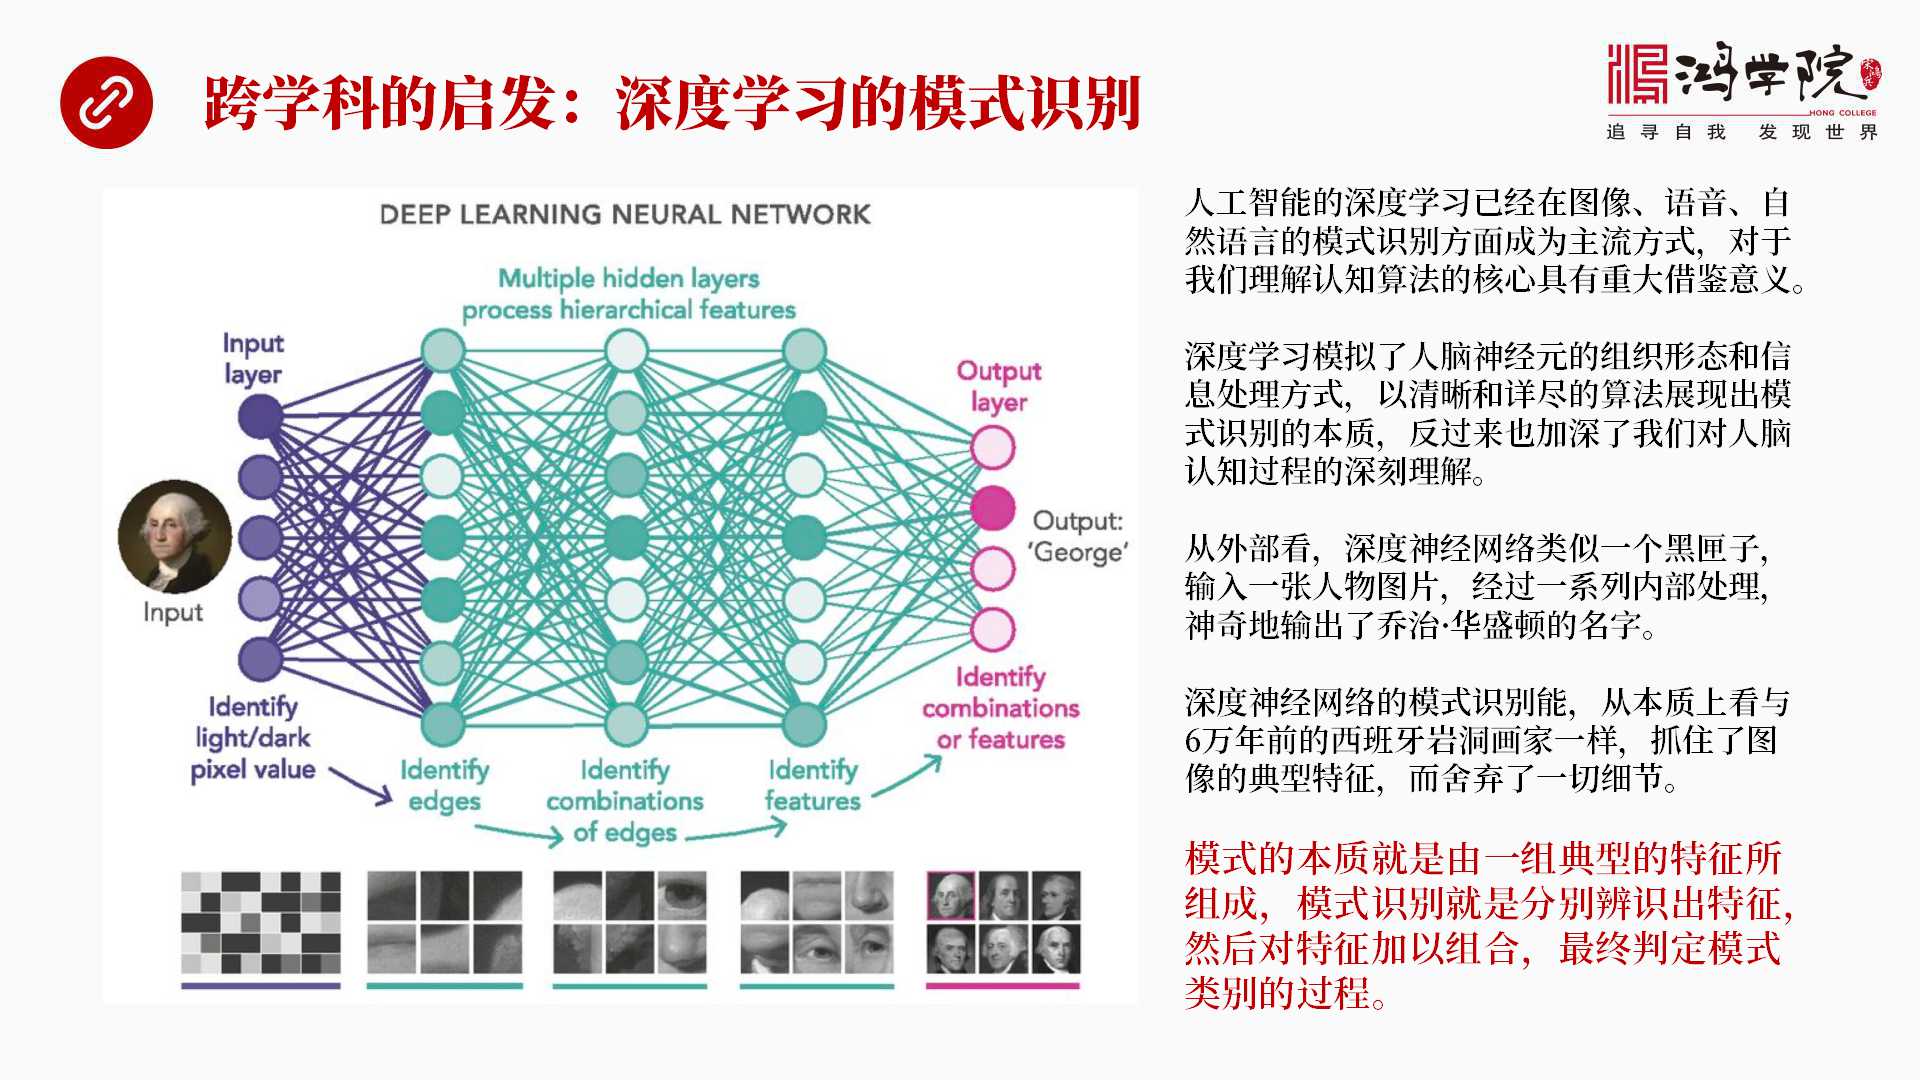 跨学科的启发：深度学习的模式识别
鸿学院
宋鸿兵
HONG COLLEGE
追寻自我 发现世界
DEEP LEARNING NEURAL NETWORK
Multiple hidden layers
process hierarchical features
Input
layer
Output
layer
Input
Output:
‘George’
Identify
light/dark
pixel value
Identify
edges
Identify
combinations
of edges
Identify
features
Identify
combinations
or features
人工智能的深度学习已经在图像、语音、自
然语言的模式识别方面成为主流方式，对于
我们理解认知算法的核心具有重大借鉴意义。
深度学习模拟了人脑神经元的组织形态和信
息处理方式，以清晰和详尽的算法展现出模
式识别的本质，反过来也加深了我们对人脑
认知过程的深刻理解。
从外部看，深度神经网络类似一个黑匣子，
输入一张人物图片，经过一系列内部处理，
神奇地输出了乔治·华盛顿的名字。
深度神经网络的模式识别能，从本质上看与
6万年前的西班牙岩洞画家一样，抓住了图
像的典型特征，而舍弃了一切细节。
模式的本质就是由一组典型的特征所
组成，模式识别就是分别辨识出特征，
然后对特征加以组合，最终判定模式
类别的过程。